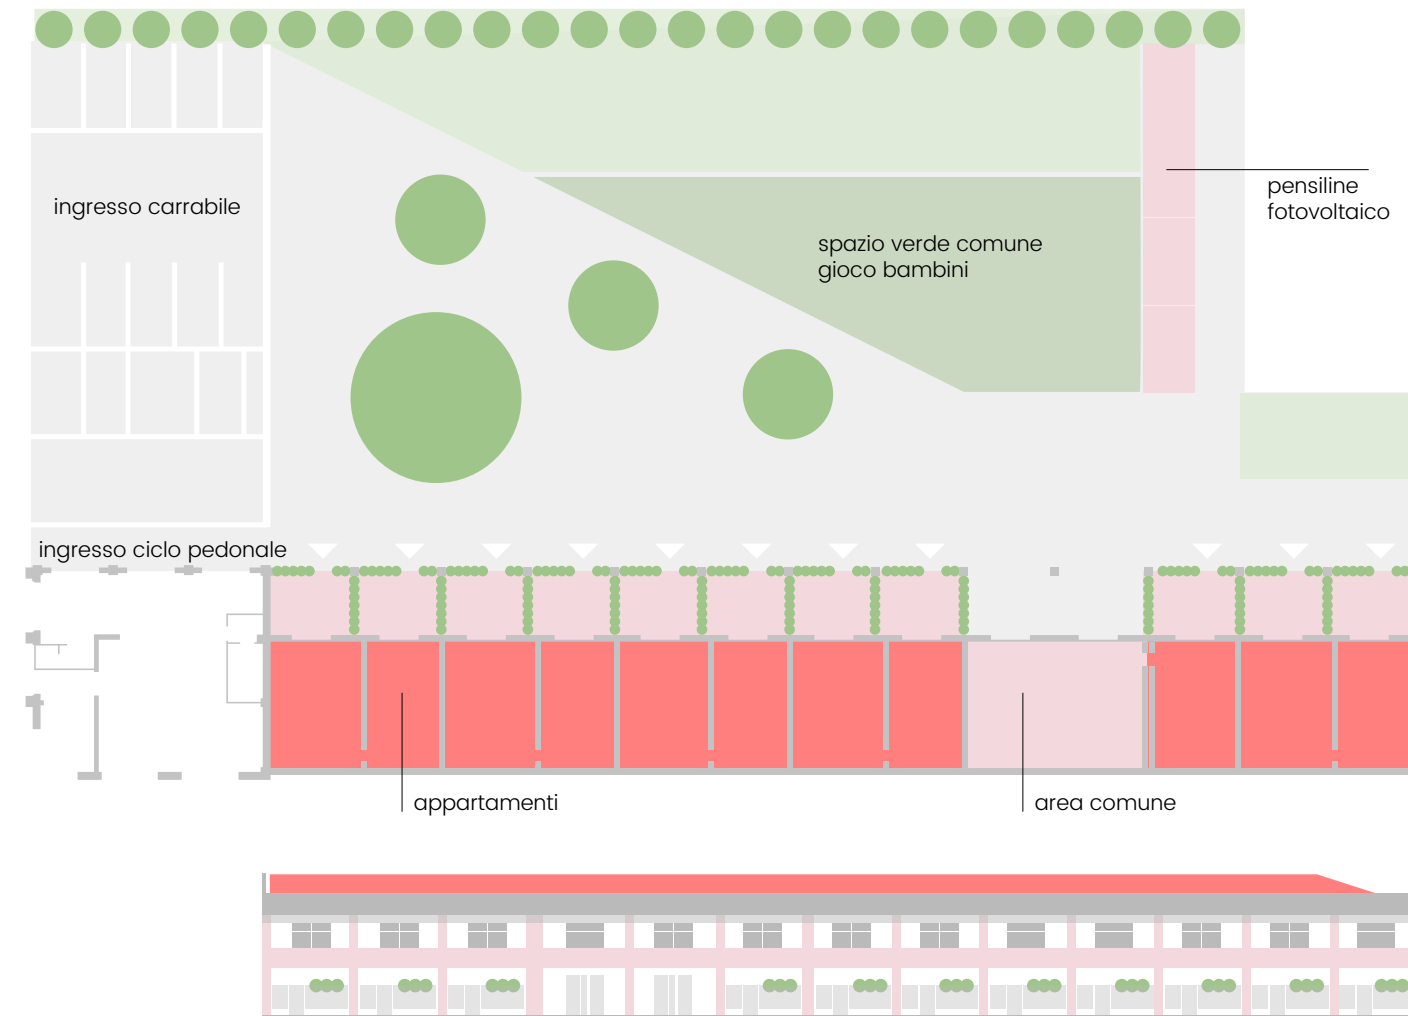 ingresso carrabile
pensiline
fotovoltaico
spazio verde comune
gioco bambini
ingresso ciclo pedonale
appartamenti
area comune